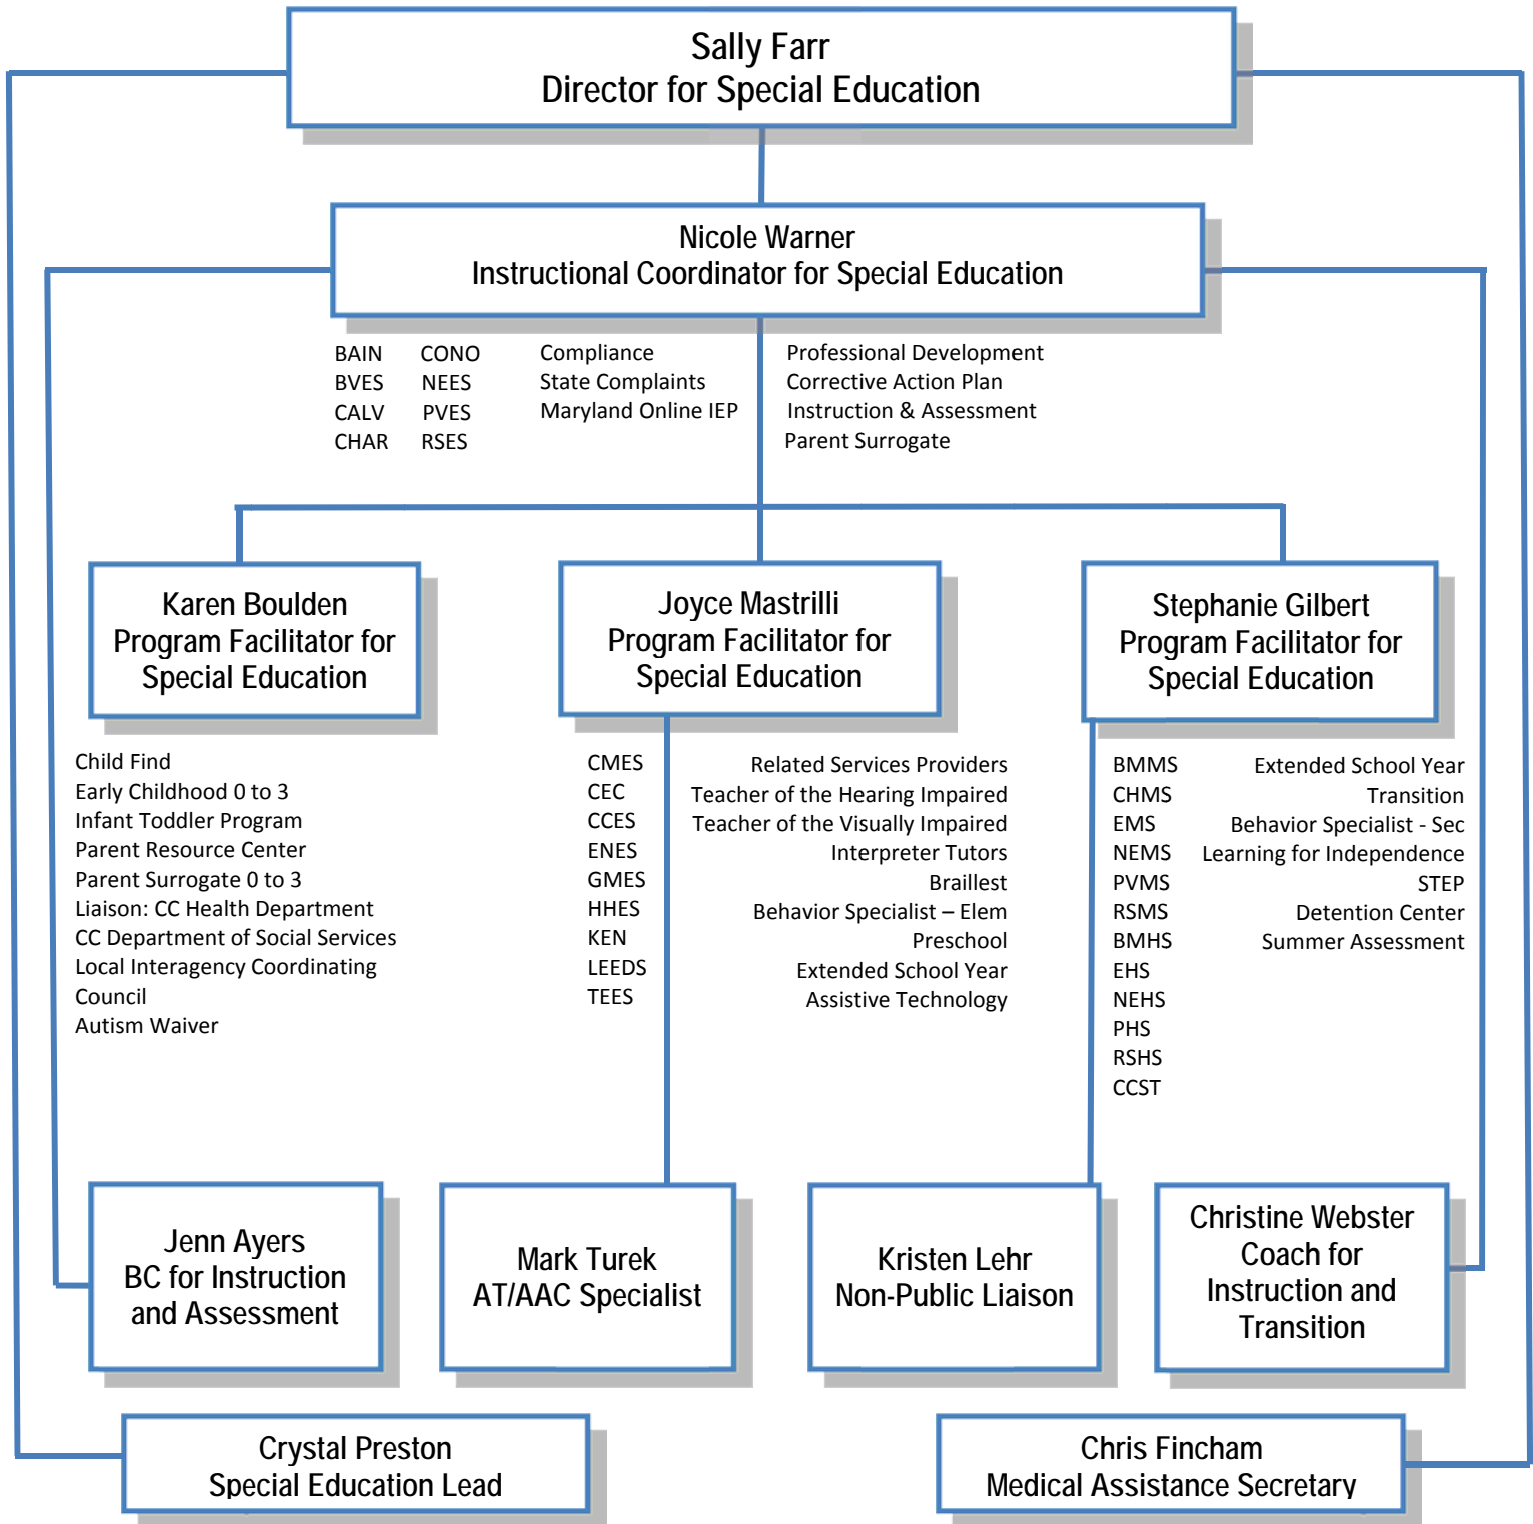 Sally Farr
Director for Special Education
Nicole Warner
Instructional Coordinator for Special Education
BAIN CONO Compliance Professional Development
BVES NEES State Complaints Corrective Action Plan
CALV PVES Maryland Online IEP Instruction & Assessment
CHAR RSES Parent Surrogate
Karen Boulden
Program Facilitator for
Special Education
Joyce Mastrilli
Program Facilitator for
Special Education
Stephanie Gilbert
Program Facilitator for
Special Education
Child Find
Early Childhood 0 to 3
Infant Toddler Program
Parent Resource Center
Parent Surrogate 0 to 3
Liaison: CC Health Department
CC Department of Social Services
Local Interagency Coordinating
Council
Autism Waiver
CMES Related Services Providers
CEC Teacher of the Hearing Impaired
CCES Teacher of the Visually Impaired
ENES Interpreter Tutors
GMES Braillest
HHES Behavior Specialist – Elem
KEN Preschool
LEEDS Extended School Year
TEES Assistive Technology
BMMS Extended School Year
CHMS Transition
EMS Behavior Specialist - Sec
NEMS Learning for Independence
PVMS STEP
RSMS Detention Center
BMHS Summer Assessment
EHS
NEHS
PHS
RSHS
CCST
Jenn Ayers
BC for Instruction
and Assessment
Mark Turek
AT/AAC Specialist
Kristen Lehr
Non-Public Liaison
Christine Webster
Coach for
Instruction and
Transition
Crystal Preston
Special Education Lead
Chris Fincham
Medical Assistance Secretary